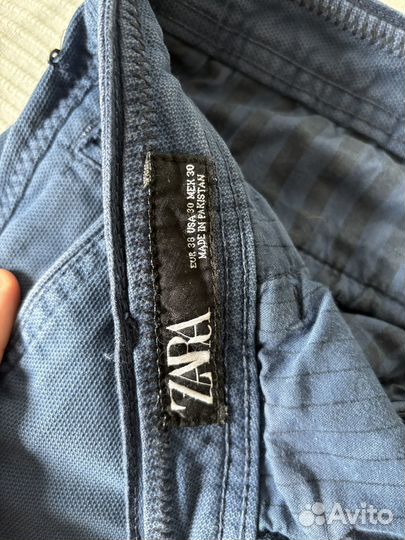 EUR 38 USA 30 MEX 30
MADE IN PAKISTAN
ZARA
Avito